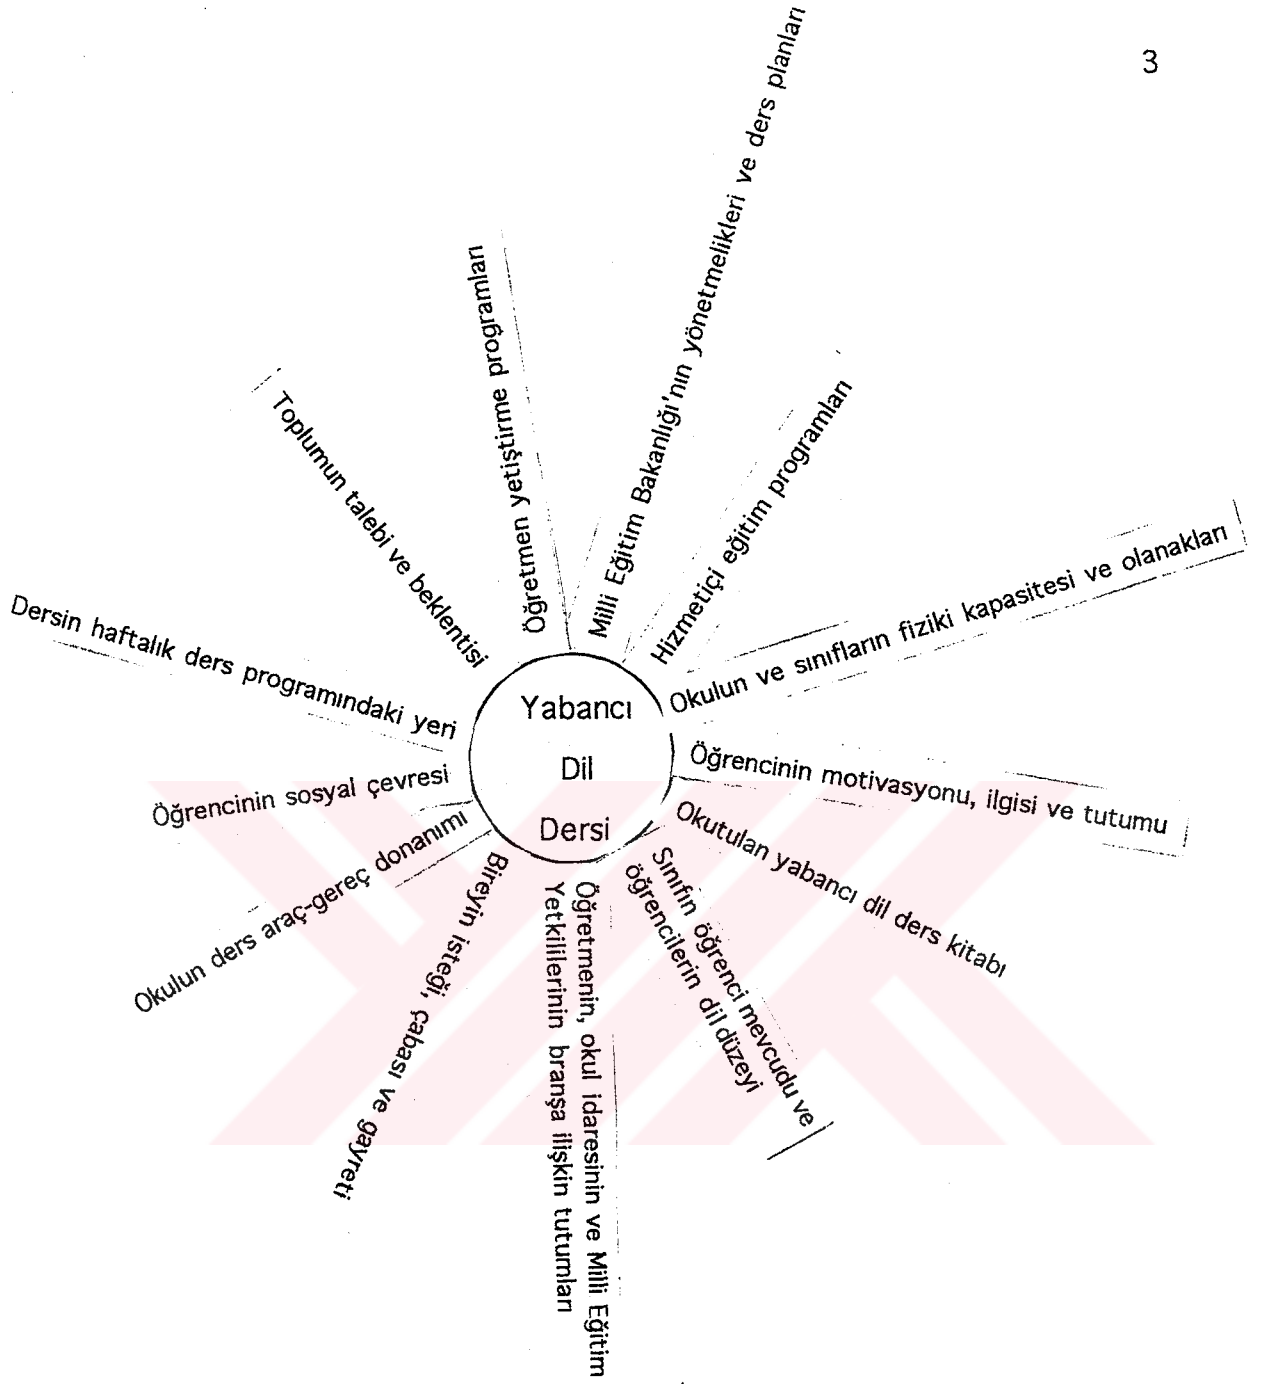 3
Milli Eğitim Bakanlığı'nın yönetmelikleri ve ders planları
Hizmetiçi eğitim programları
Okulun ve sınıfların fiziki kapasitesi ve olanakları
Öğrencinin motivasyonu, ilgisi ve tutumu
Okutulan yabancı dil ders kitabı
Sınıfın öğrenci mevcudu ve
öğrencilerin dil düzeyi
Öğretmenin, okul idaresinin ve Milli Eğitim
Yetkililerinin branşa ilişkin tutumları
Bireyin isteği, çabası ve gayreti
Okulun ders araç-gereç donanımı
Öğrencinin sosyal çevresi
Dersin haftalık ders programındaki yeri
Toplumun talebi ve beklentisi
Öğretmen yetiştirme programları
Yabancı
Dil
Dersi